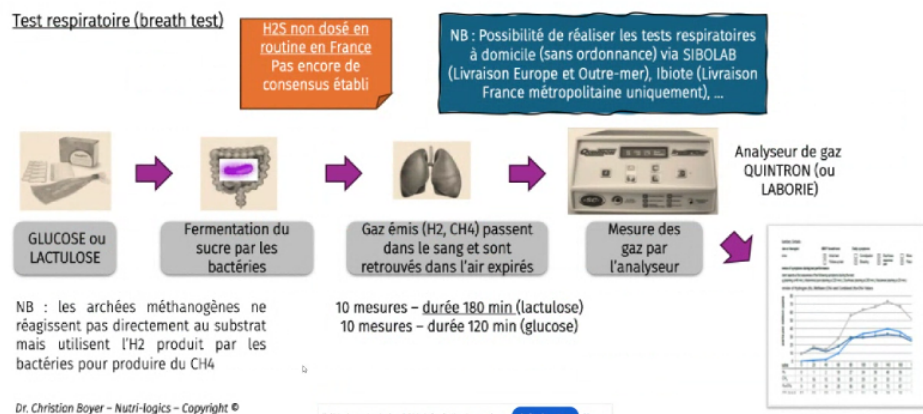 Test respiratoire (breath test)
H2S non dosé en
routine en France
Pas encore de
consensus établi
NB : Possibilité de réaliser les tests respiratoires
à domicile (sans ordonnance) via SIBOLAB
(Livraison Europe et Outre-mer), Ibiote (Livraison
France métropolitaine uniquement), ...
GLUCOSE ou
LACTULOSE
Fermentation du
sucre par les
bactéries
Gaz émis (H2, CH4) passent
dans le sang et sont
retrouvés dans l'air expirés
Mesure des
gaz par
l'analyseur
Analyseur de gaz
QUINTRON (ou
LABORIE)
NB : les archées méthanogènes ne
réagissent pas directement au substrat
mais utilisent l'H2 produit par les
bactéries pour produire du CH4
10 mesures – durée 180 min (lactulose)
10 mesures – durée 120 min (glucose)
Dr. Christian Boyer – Nutri-logics – Copyright ©